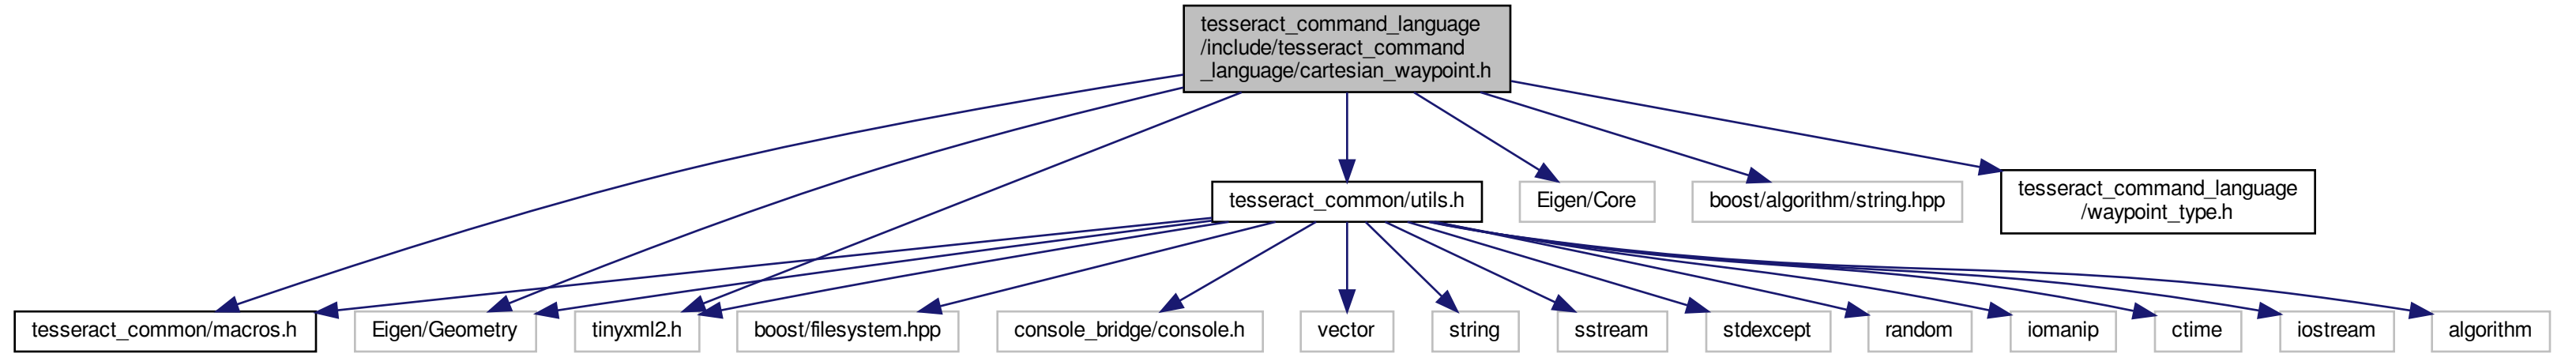 tesseract_command_language
/include/tesseract_command
_language/cartesian_waypoint.h
tesseract_common/utils.h
Eigen/Core
boost/algorithm/string.hpp
tesseract_command_language
/waypoint_type.h
tesseract_common/macros.h
Eigen/Geometry
tinyxml2.h
boost/filesystem.hpp
console_bridge/console.h
vector
string
sstream
stdexcept
random
iomanip
ctime
iostream
algorithm